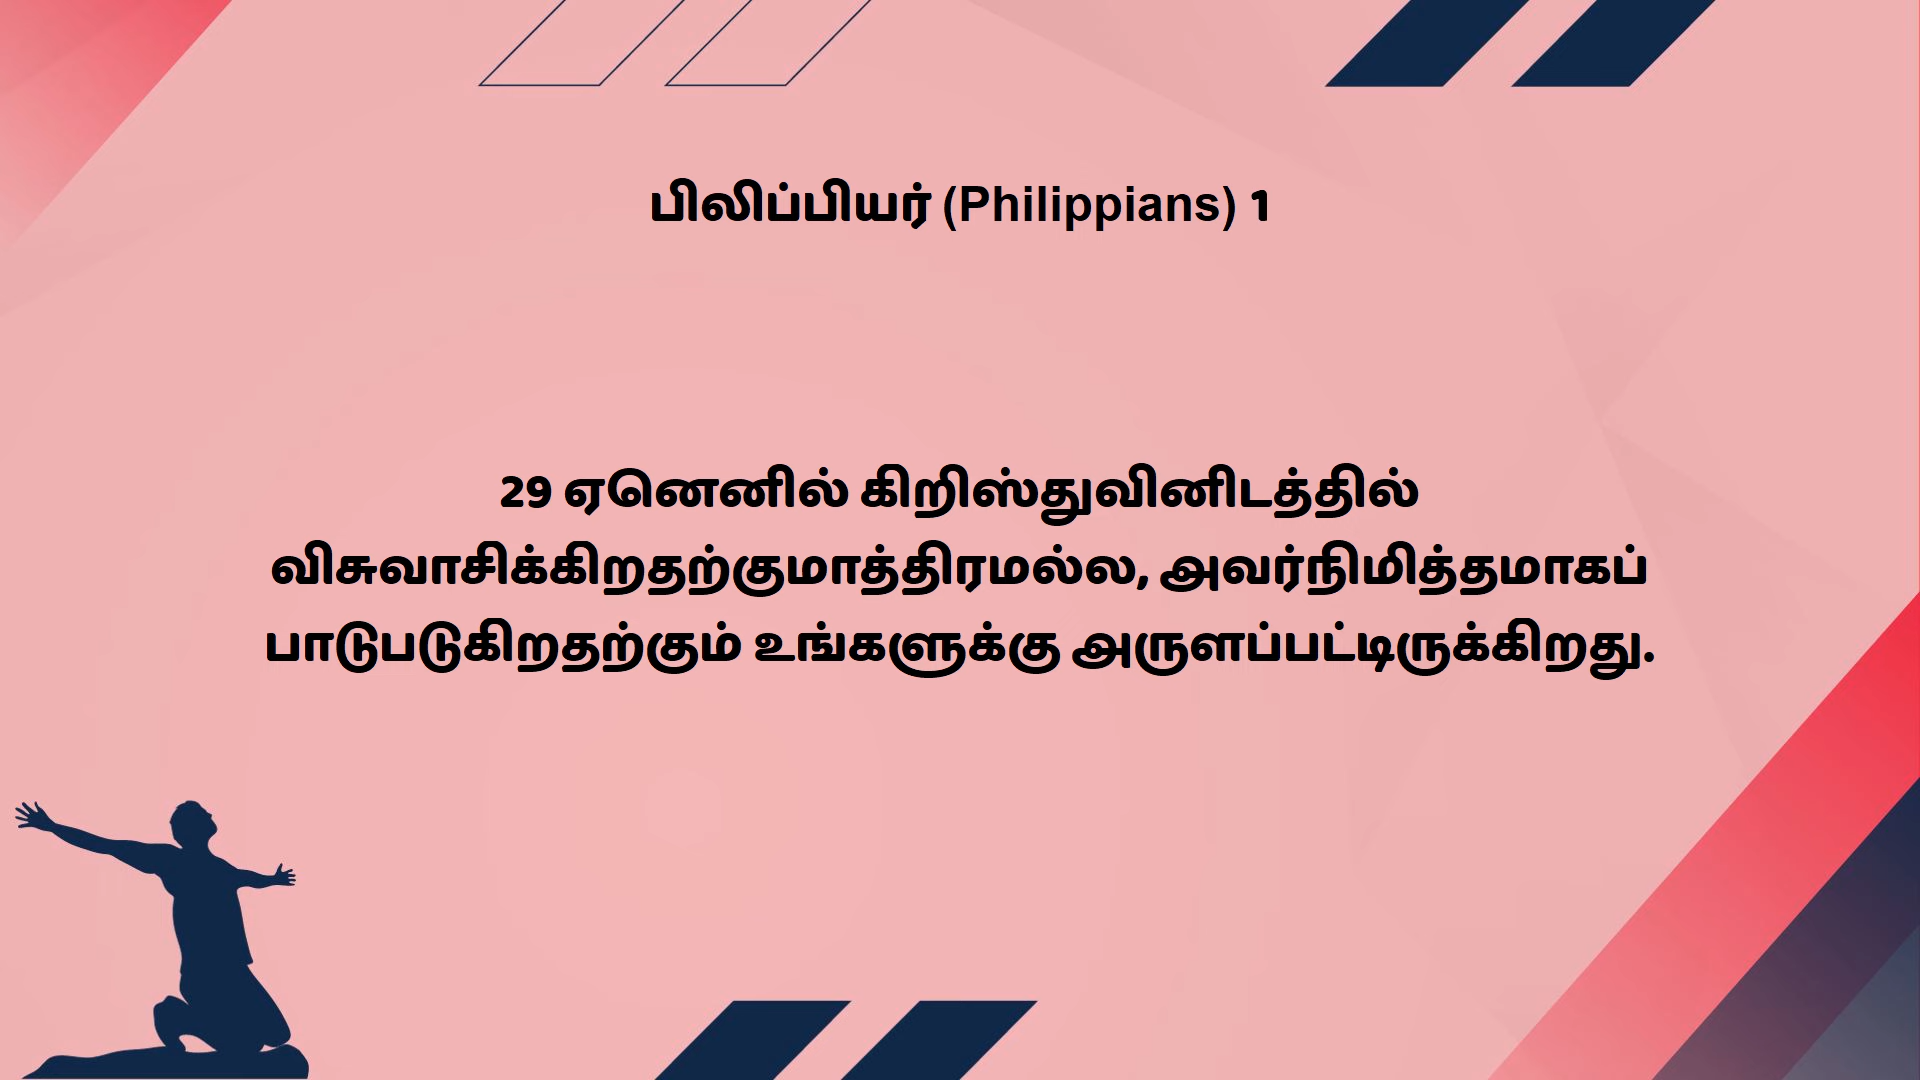 பிலிப்பியர் (Philippians) 1
29 ஏனெனில் கிறிஸ்துவினிடத்தில்
விசுவாசிக்கிறதற்குமாத்திரமல்ல, அவர்நிமித்தமாகப்
பாடுபடுகிறதற்கும் உங்களுக்கு அருளப்பட்டிருக்கிறது.